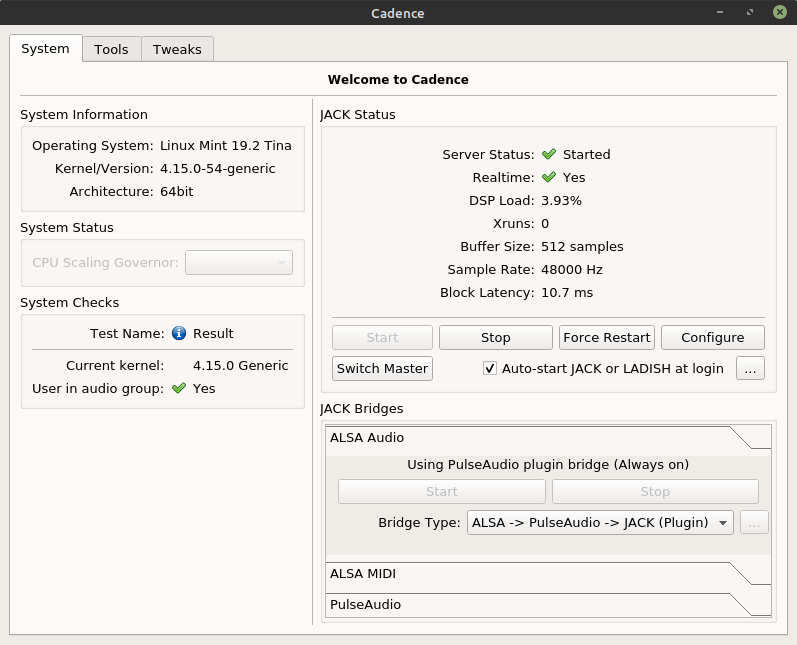 Cadence
System Tools Tweaks
Welcome to Cadence
System Information
Operating System: Linux Mint 19.2 Tina
Kernel/Version: 4.15.0-54-generic
Architecture: 64bit
System Status
CPU Scaling Governor:
System Checks
Test Name: Result
Current kernel: 4.15.0 Generic
User in audio group: Yes
JACK Status
Server Status: Started
Realtime: Yes
DSP Load: 3.93%
Xruns: 0
Buffer Size: 512 samples
Sample Rate: 48000 Hz
Block Latency: 10.7 ms
Start Stop Force Restart Configure
Switch Master Auto-start JACK or LADISH at login ...
JACK Bridges
ALSA Audio
Using PulseAudio plugin bridge (Always on)
Start Stop
Bridge Type: ALSA -> PulseAudio -> JACK (Plugin) ...
ALSA MIDI
PulseAudio